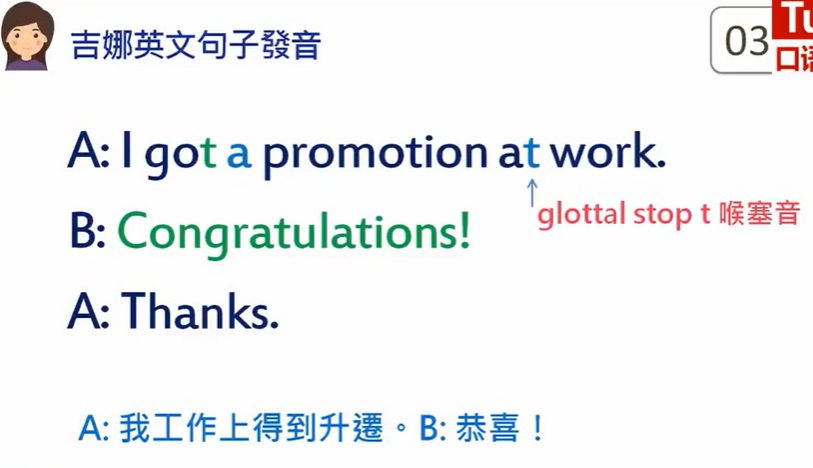 吉娜英文句子發音
03
口语
A: I got a promotion at work.
glottal stop t 喉塞音
B: Congratulations!
A: Thanks.
A: 我工作上得到升遷。B: 恭喜！